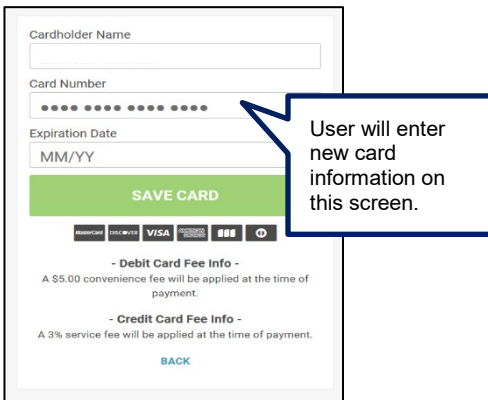 Cardholder Name
Card Number
Expiration Date
MM/YY
SAVE CARD
MasterCard DISCOVER VISA
- Debit Card Fee Info -
A $5.00 convenience fee will be applied at the time of
payment.
- Credit Card Fee Info -
A 3% service fee will be applied at the time of payment.
BACK
User will enter
new card
information on
this screen.